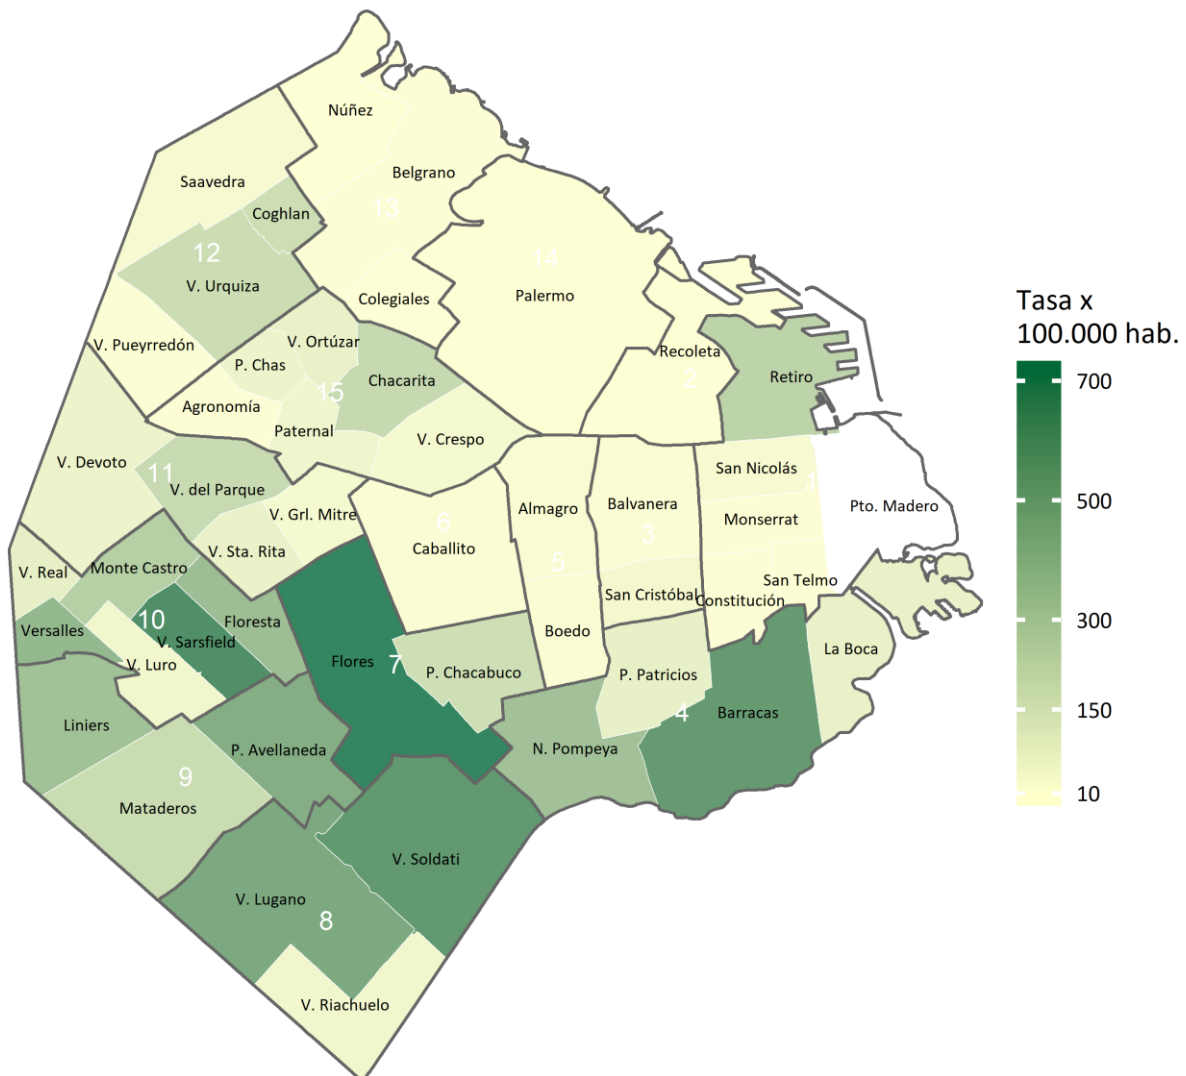 Núñez
Belgrano
Saavedra
Coghlan
13
12
V. Urquiza
14
Palermo
Colegiales
V. Pueyrredón
V. Ortúzar
P. Chas
Chacarita
Recoleta
2
Retiro
15
Agronomía
Paternal
V. Crespo
V. Devoto
11
V. del Parque
San Nicolás
1
V. Grl. Mitre
6
Caballito
Almagro
Balvanera
3
Monserrat
Pto. Madero
V. Sta. Rita
5
V. Real
Monte Castro
San Telmo
San Cristóbal
Constitución
10
Floresta
Versalles
V. Sarsfield
Boedo
V. Luro
Flores
7
P. Chacabuco
P. Patricios
La Boca
4
Barracas
Liniers
P. Avellaneda
N. Pompeya
9
Mataderos
V. Soldati
V. Lugano
8
V. Riachuelo
Tasa x
100.000 hab.
700
500
300
150
10